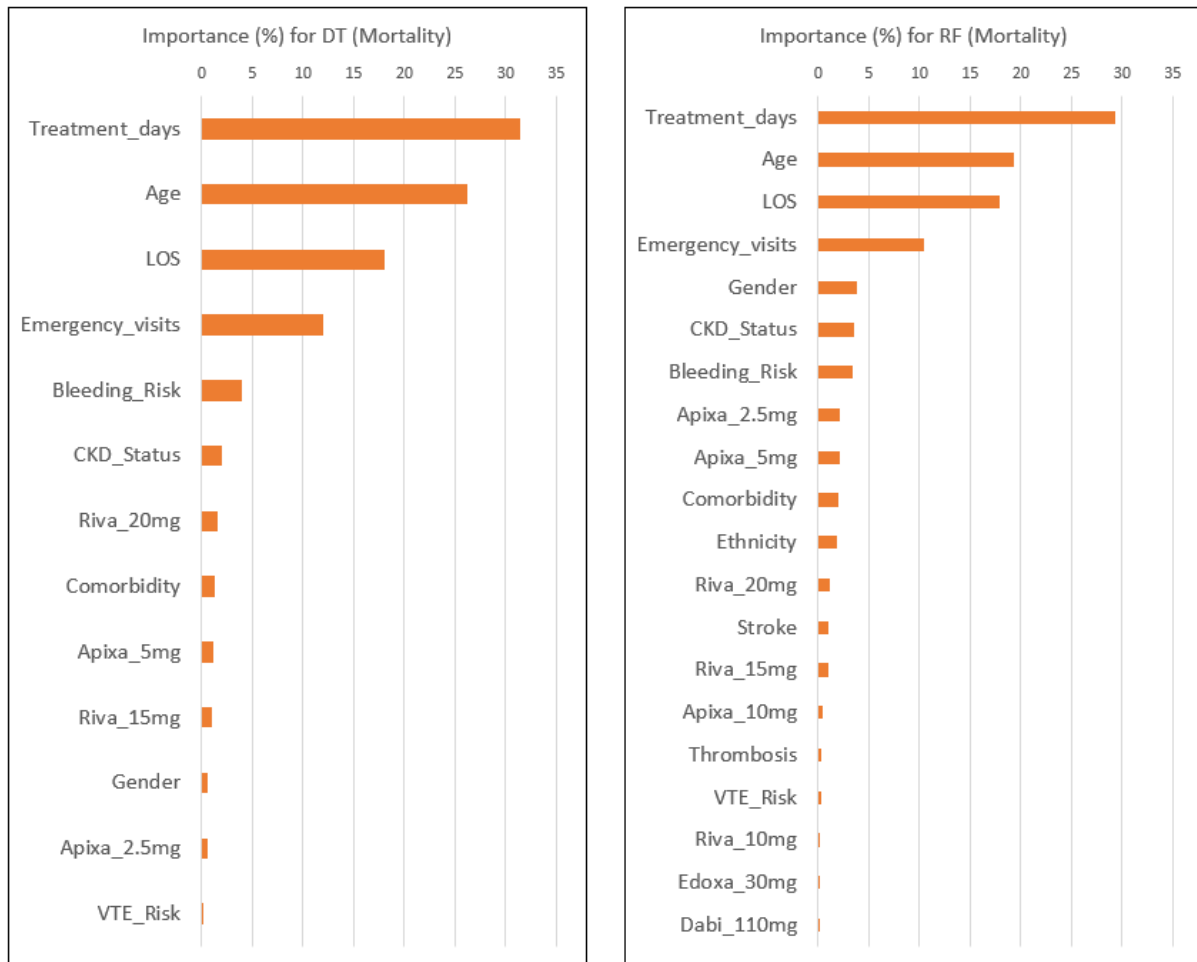 Importance (%) for DT (Mortality)
0 5 10 15 20 25 30 35
Treatment_days
Age
LOS
Emergency_visits
Bleeding_Risk
CKD_Status
Riva_20mg
Comorbidity
Apixa_5mg
Riva_15mg
Gender
Apixa_2.5mg
VTE_Risk
Importance (%) for RF (Mortality)
0 5 10 15 20 25 30 35
Treatment_days
Age
LOS
Emergency_visits
Gender
CKD_Status
Bleeding_Risk
Apixa_2.5mg
Apixa_5mg
Comorbidity
Ethnicity
Riva_20mg
Stroke
Riva_15mg
Apixa_10mg
Thrombosis
VTE_Risk
Riva_10mg
Edoxa_30mg
Dabi_110mg